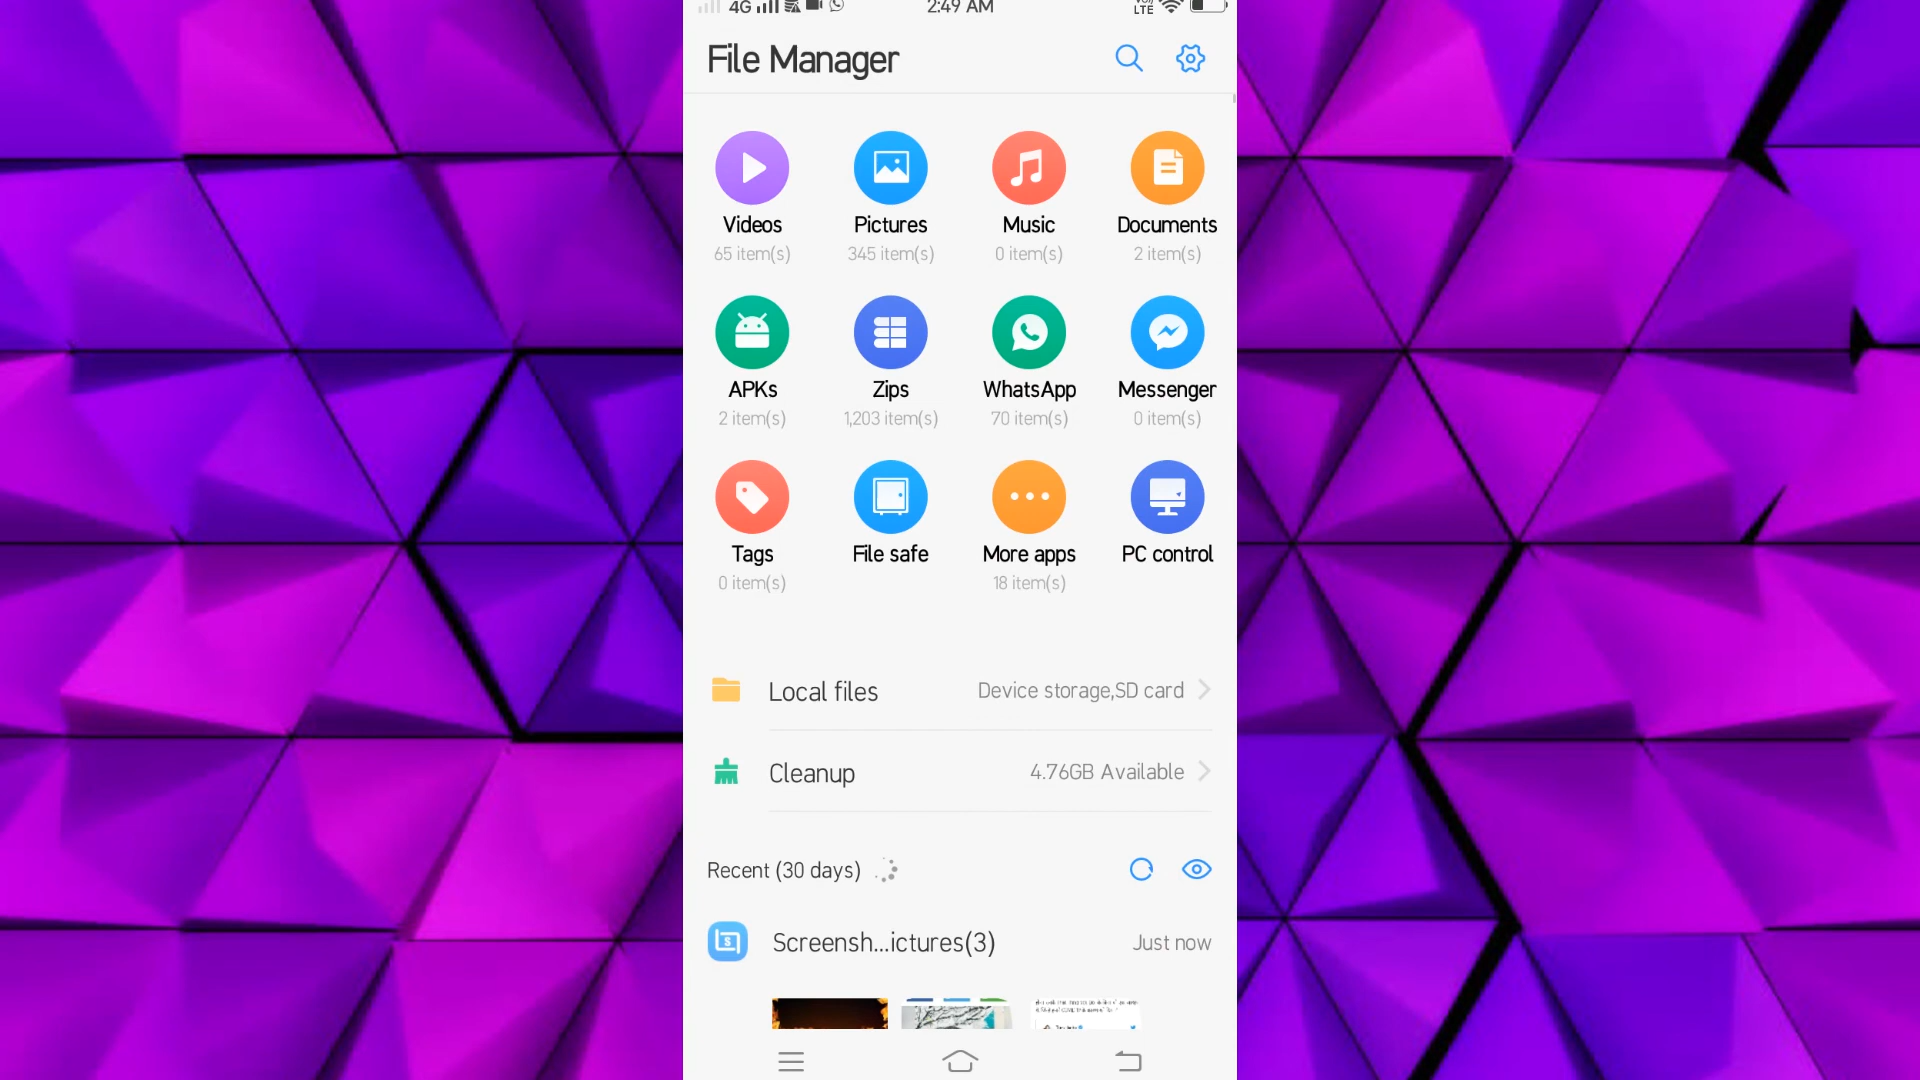 4G 2:49 AM LTE
File Manager
Videos Pictures Music Documents
65 item(s) 345 item(s) 0 item(s) 2 item(s)
APKs Zips WhatsApp Messenger
2 item(s) 1,203 item(s) 70 item(s) 0 item(s)
Tags File safe More apps PC control
0 item(s) 18 item(s)
Local files Device storage,SD card
Cleanup 4.76GB Available
Recent (30 days)
Screensh...ictures(3) Just now